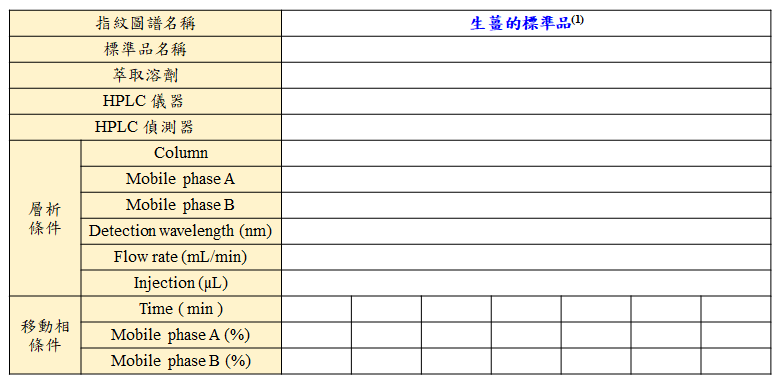 指紋圖譜名稱 生薑的標準品(1)
標準品名稱
萃取溶劑
HPLC 儀器
HPLC 偵測器
層析條件
Column
Mobile phase A
Mobile phase B
Detection wavelength (nm)
Flow rate (mL/min)
Injection (μL)
移動相條件
Time ( min )
Mobile phase A (%)
Mobile phase B (%)